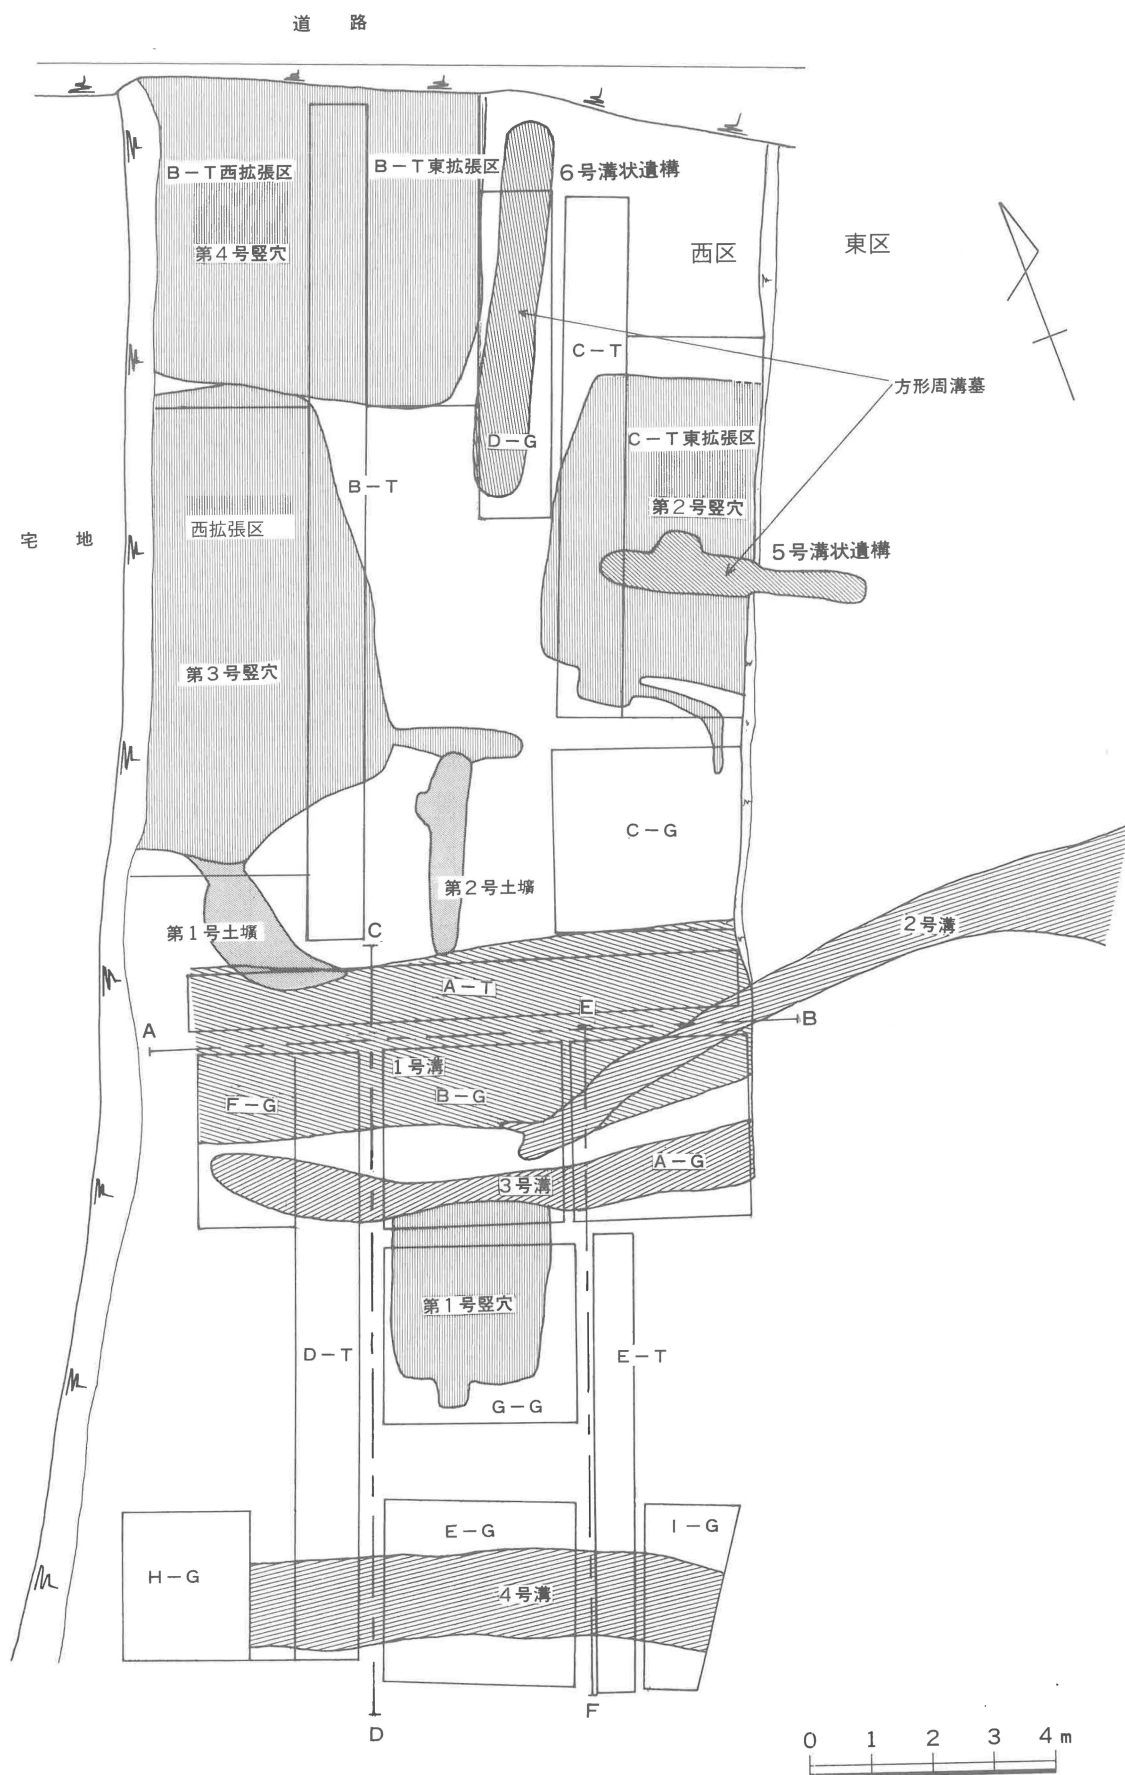 道 路
B－T西拡張区
B－T東拡張区
6号溝状遺構
第4号竪穴
西区
東区
C－T
方形周溝墓
D－G
C－T東拡張区
B－T
第2号竪穴
西拡張区
宅 地
5号溝状遺構
第3号竪穴
C－G
第2号土壙
第1号土壙
2号溝
C
A－T
E
A
B
1号溝
B－G
F－G
A－G
3号溝
第1号竪穴
D－T
E－T
G－G
E－G
I－G
H－G
4号溝
F
D
0 1 2 3 4m